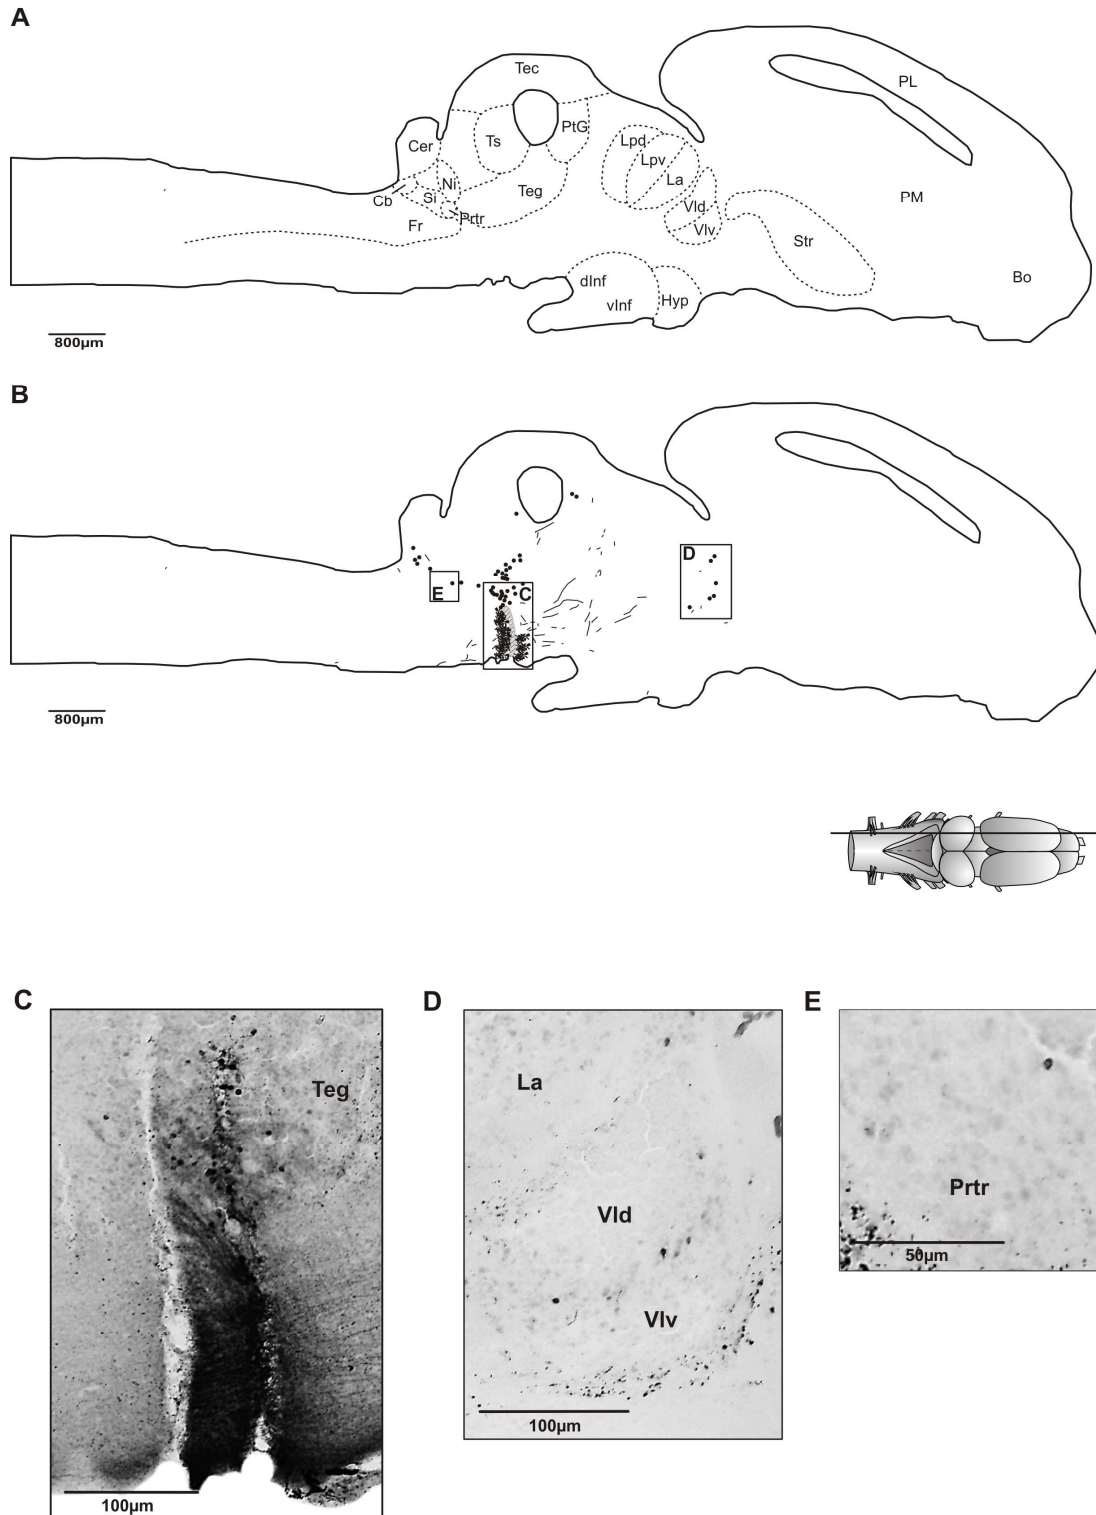 A
Tec
PL
Cer
Ts
PtG
Lpd
Lpv
La
Ni
Teg
Cb
Si
Prtr
Vld
PM
Fr
Vlv
Str
dInf
vInf
Hyp
Bo
800µm
B
D
E
C
800µm
C
D
E
Teg
La
Vld
Vlv
Prtr
50µm
100µm
100µm